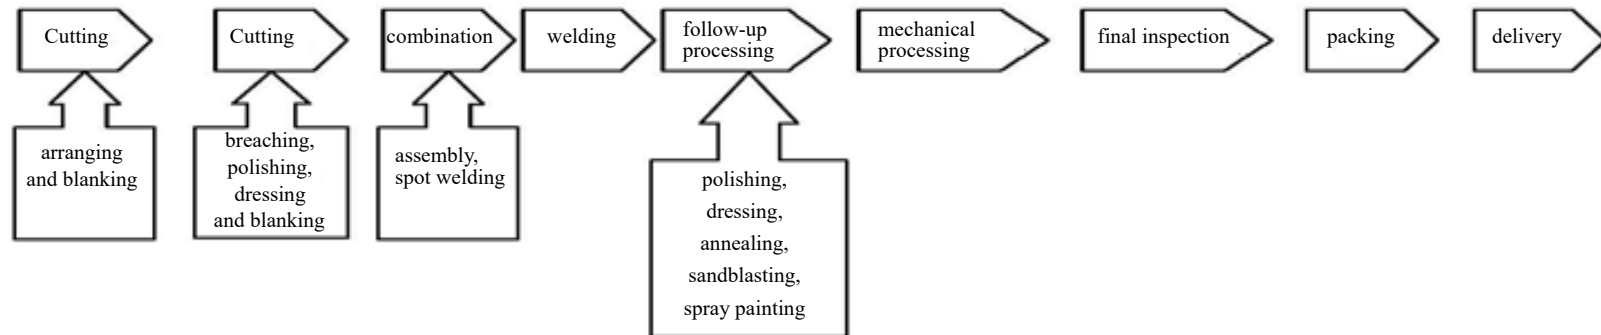 Cutting
Cutting
combination
welding
follow-up
processing
mechanical
processing
final inspection
packing
delivery
arranging
and blanking
breaching,
polishing,
dressing
and blanking
assembly,
spot welding
polishing,
dressing,
annealing,
sandblasting,
spray painting